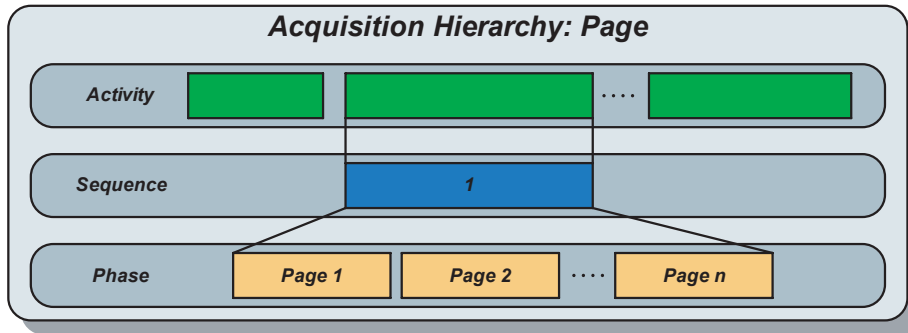 Acquisition Hierarchy: Page
Activity
....
Sequence
1
Phase
Page 1
Page 2
....
Page n